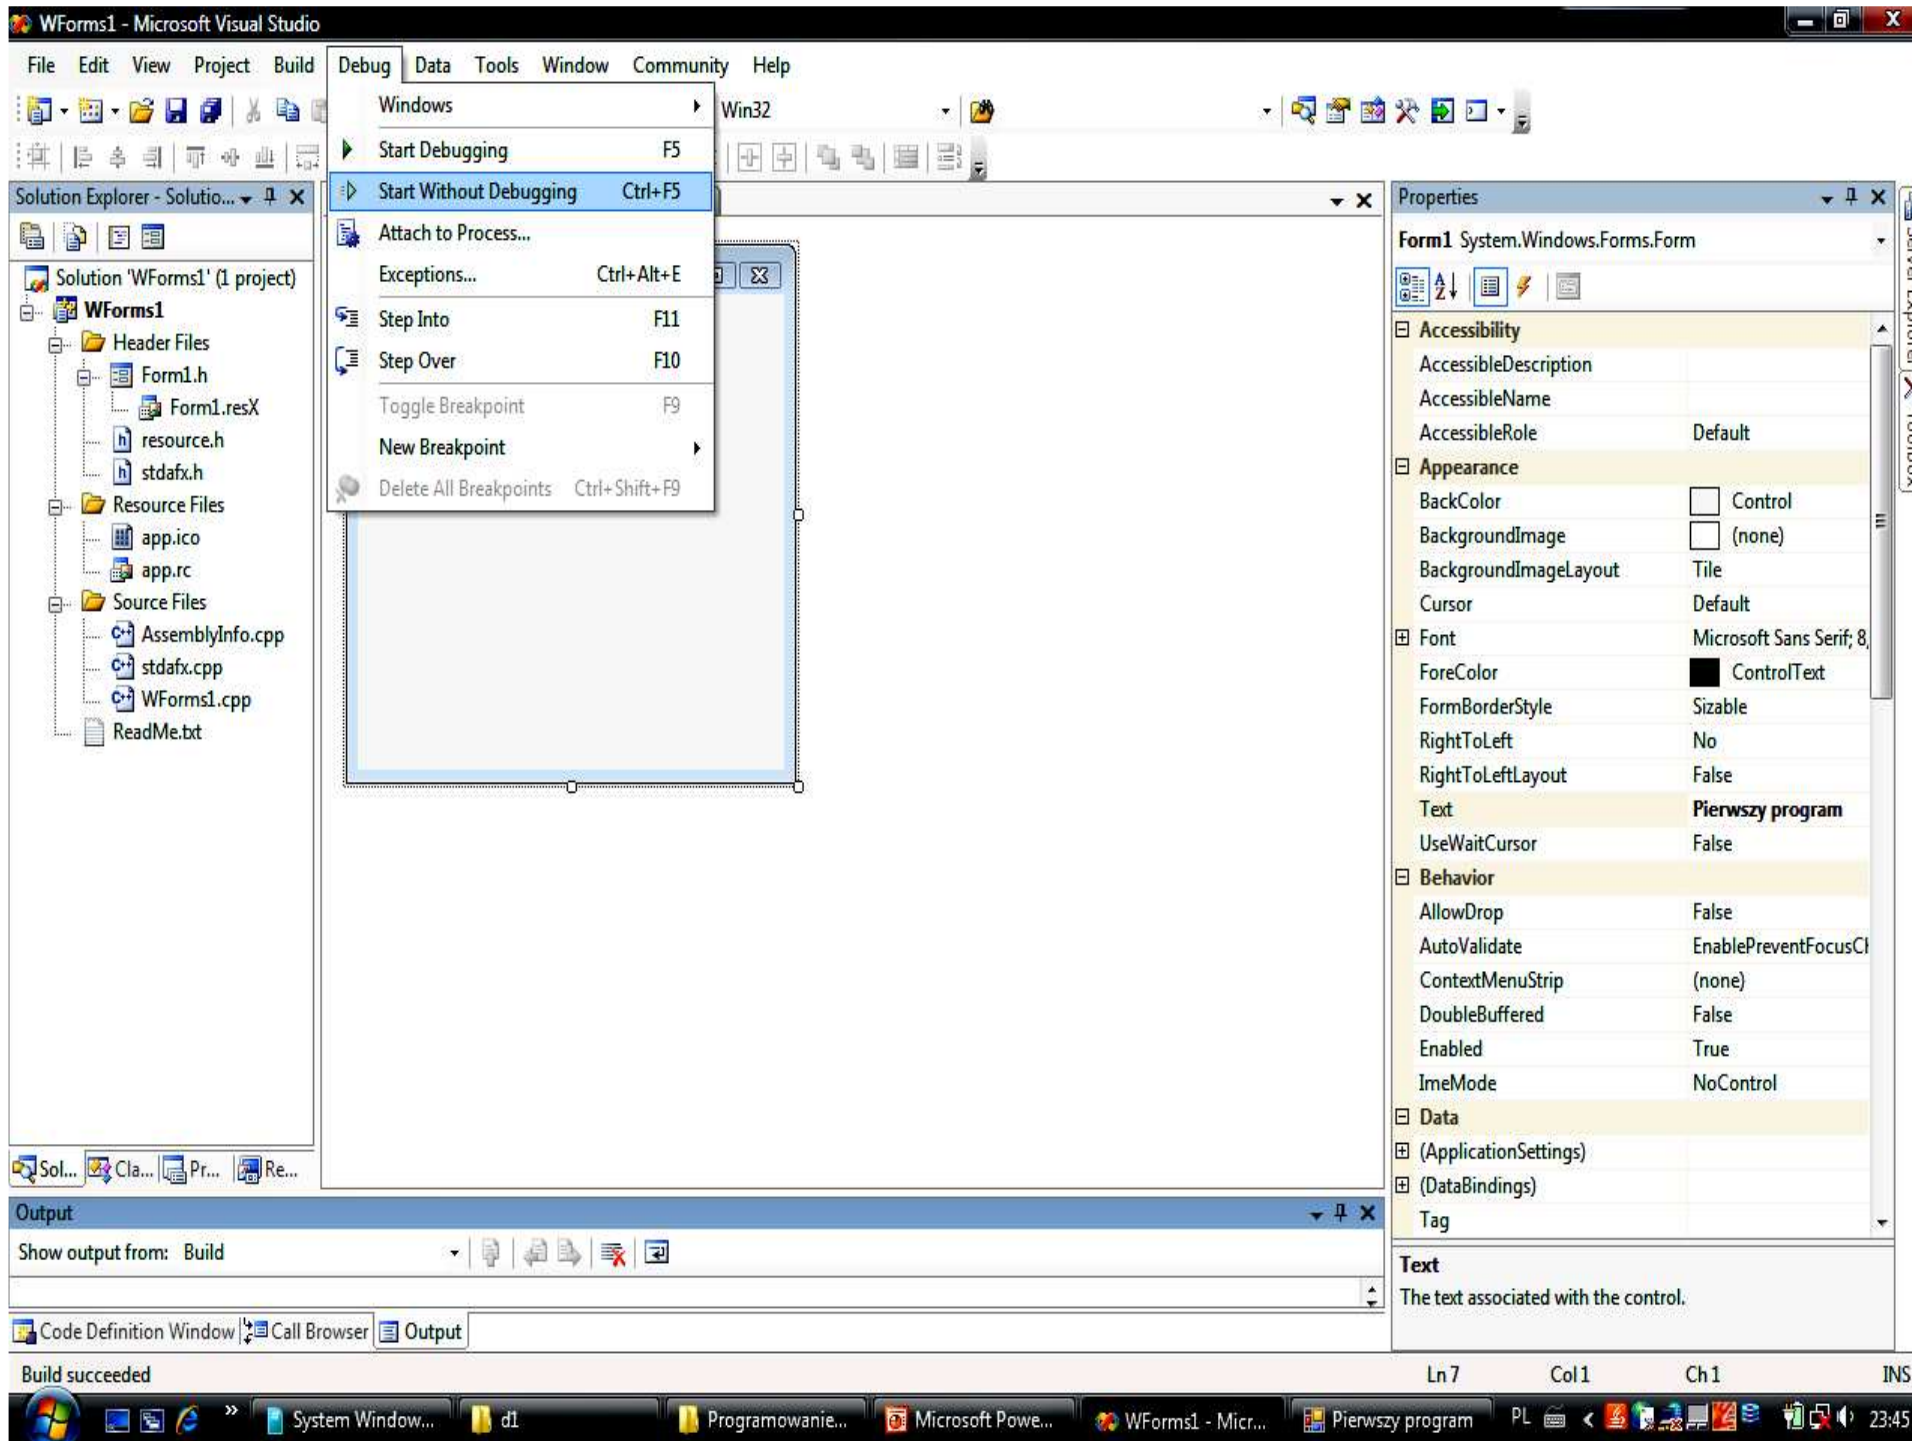 WForms1 - Microsoft Visual Studio
File Edit View Project Build Debug Data Tools Window Community Help
Windows
Win32
Start Debugging F5
Start Without Debugging Ctrl+F5
Attach to Process...
Exceptions... Ctrl+Alt+E
Step Into F11
Step Over F10
Toggle Breakpoint F9
New Breakpoint
Delete All Breakpoints Ctrl+Shift+F9
Solution Explorer - Solutio...
Solution 'WForms1' (1 project)
WForms1
Header Files
Form1.h
Form1.resX
resource.h
stdafx.h
Resource Files
app.ico
app.rc
Source Files
AssemblyInfo.cpp
stdafx.cpp
WForms1.cpp
ReadMe.txt
Sol... Cla... Pr... Re...
Properties
Form1 System.Windows.Forms.Form
Accessibility
AccessibleDescription
AccessibleName
AccessibleRole Default
Appearance
BackColor Control
BackgroundImage (none)
BackgroundImageLayout Tile
Cursor Default
Font Microsoft Sans Serif; 8,
ForeColor ControlText
FormBorderStyle Sizable
RightToLeft No
RightToLeftLayout False
Text Pierwszy program
UseWaitCursor False
Behavior
AllowDrop False
AutoValidate EnablePreventFocusCh
ContextMenuStrip (none)
DoubleBuffered False
Enabled True
ImeMode NoControl
Data
(ApplicationSettings)
(DataBindings)
Tag
Text
The text associated with the control.
Output
Show output from: Build
Code Definition Window Call Browser Output
Build succeeded Ln 7 Col 1 Ch 1 INS
System Window... d1 Programowanie... Microsoft Powe... WForms1 - Micr... Pierwszy program PL 23:45